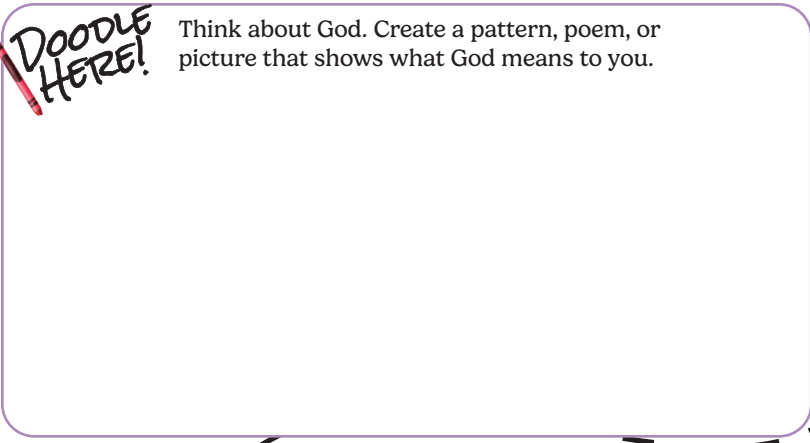 DOODLE
HERE!
Think about God. Create a pattern, poem, or
picture that shows what God means to you.